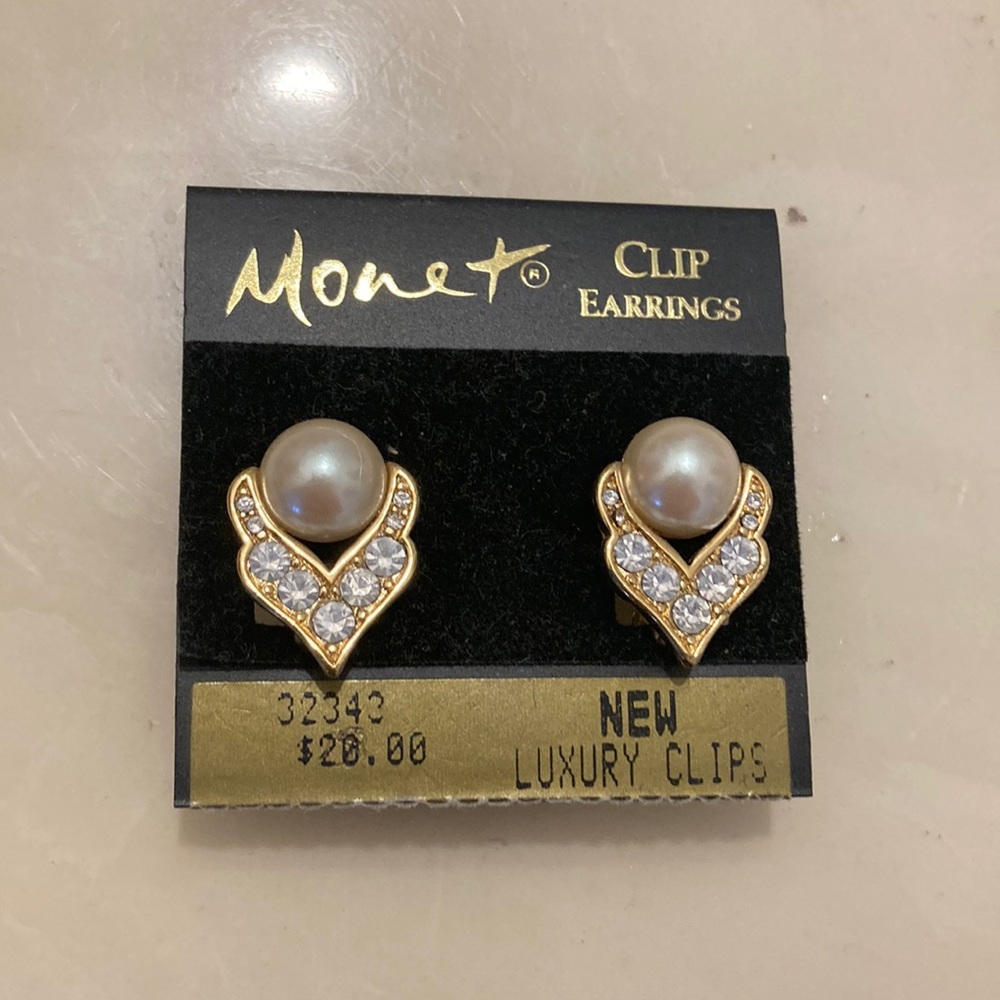 Monet®
CLIP
EARRINGS
32343
$20.00
NEW
LUXURY CLIPS